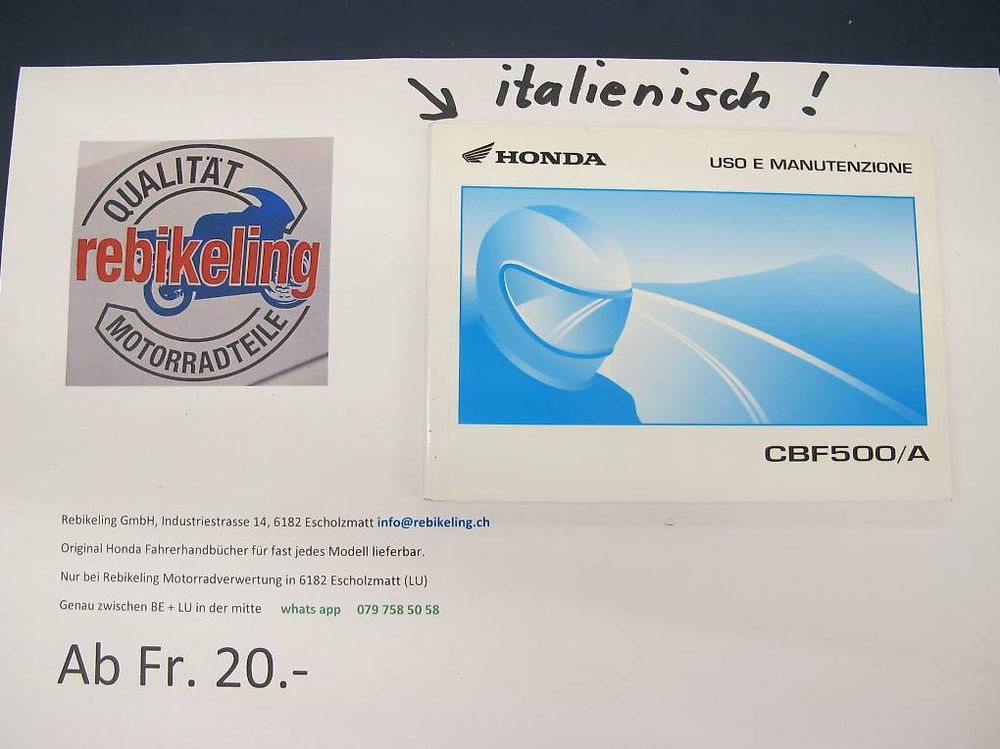 italienisch !
QUALITÄT
rebikeling
MOTORRADTEILE
HONDA
USO E MANUTENZIONE
CBF500/A
Rebikeling GmbH, Industriestrasse 14, 6182 Escholzmatt info@rebikeling.ch
Original Honda Fahrerhandbücher für fast jedes Modell lieferbar.
Nur bei Rebikeling Motorradverwertung in 6182 Escholzmatt (LU)
Genau zwischen BE + LU in der mitte whats app 079 758 50 58
Ab Fr. 20.-